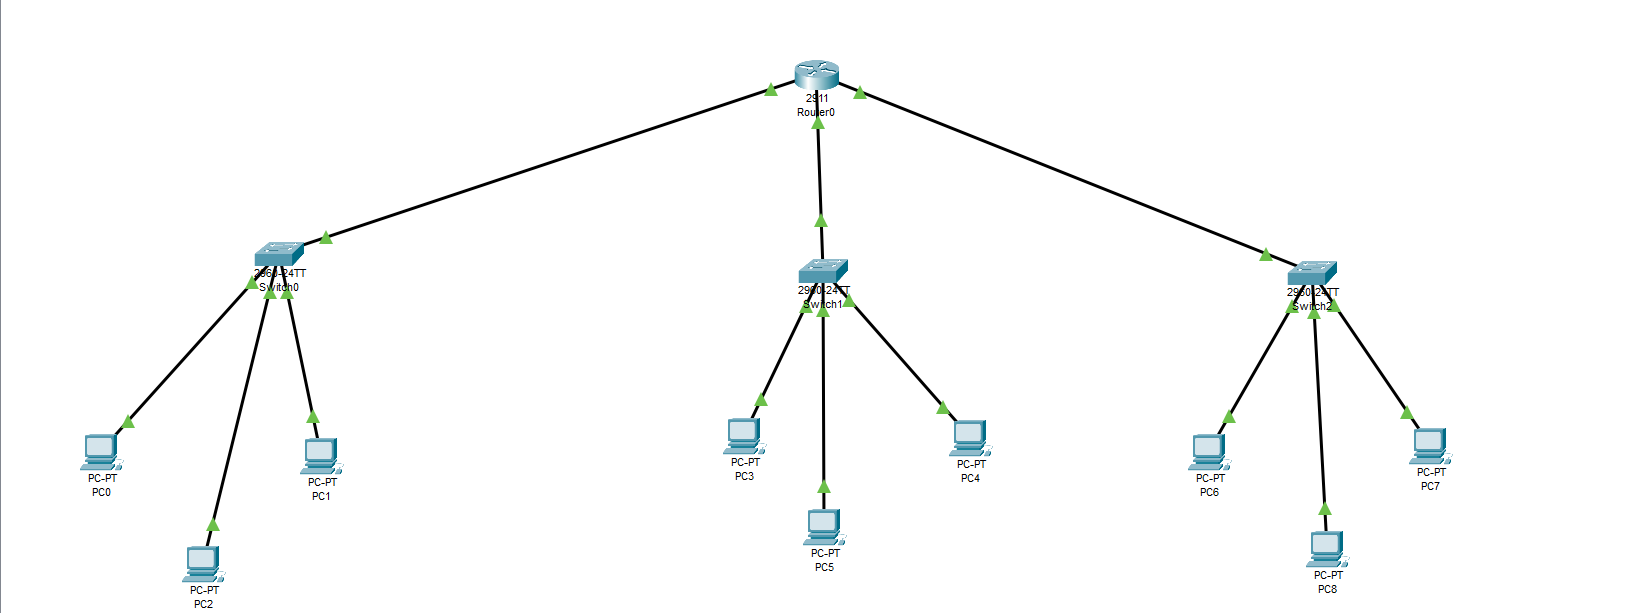 2911
Router0
2960-24TT
Switch0
2960-24TT
Switch1
2960-24TT
Switch2
PC-PT
PC0
PC-PT
PC1
PC-PT
PC2
PC-PT
PC3
PC-PT
PC4
PC-PT
PC5
PC-PT
PC6
PC-PT
PC7
PC-PT
PC8